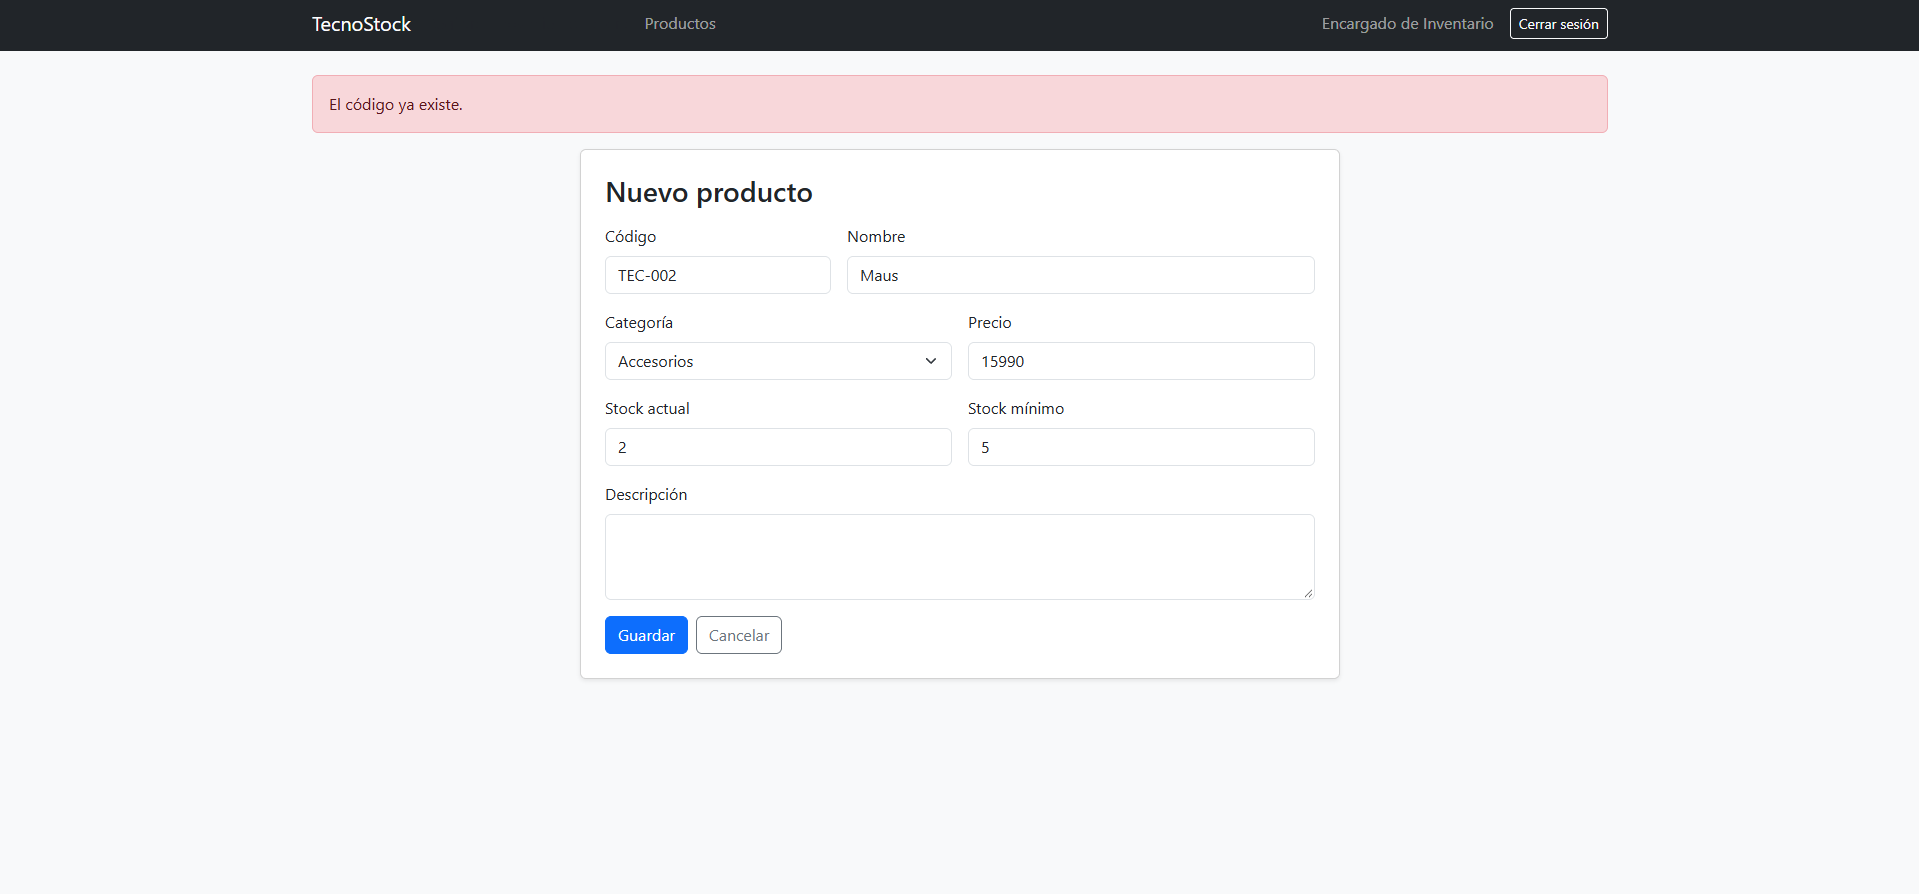 TecnoStock Productos Encargado de Inventario Cerrar sesión
El código ya existe.
Nuevo producto
Código Nombre
TEC-002 Maus
Categoría Precio
Accesorios 15990
Stock actual Stock mínimo
2 5
Descripción
Guardar Cancelar